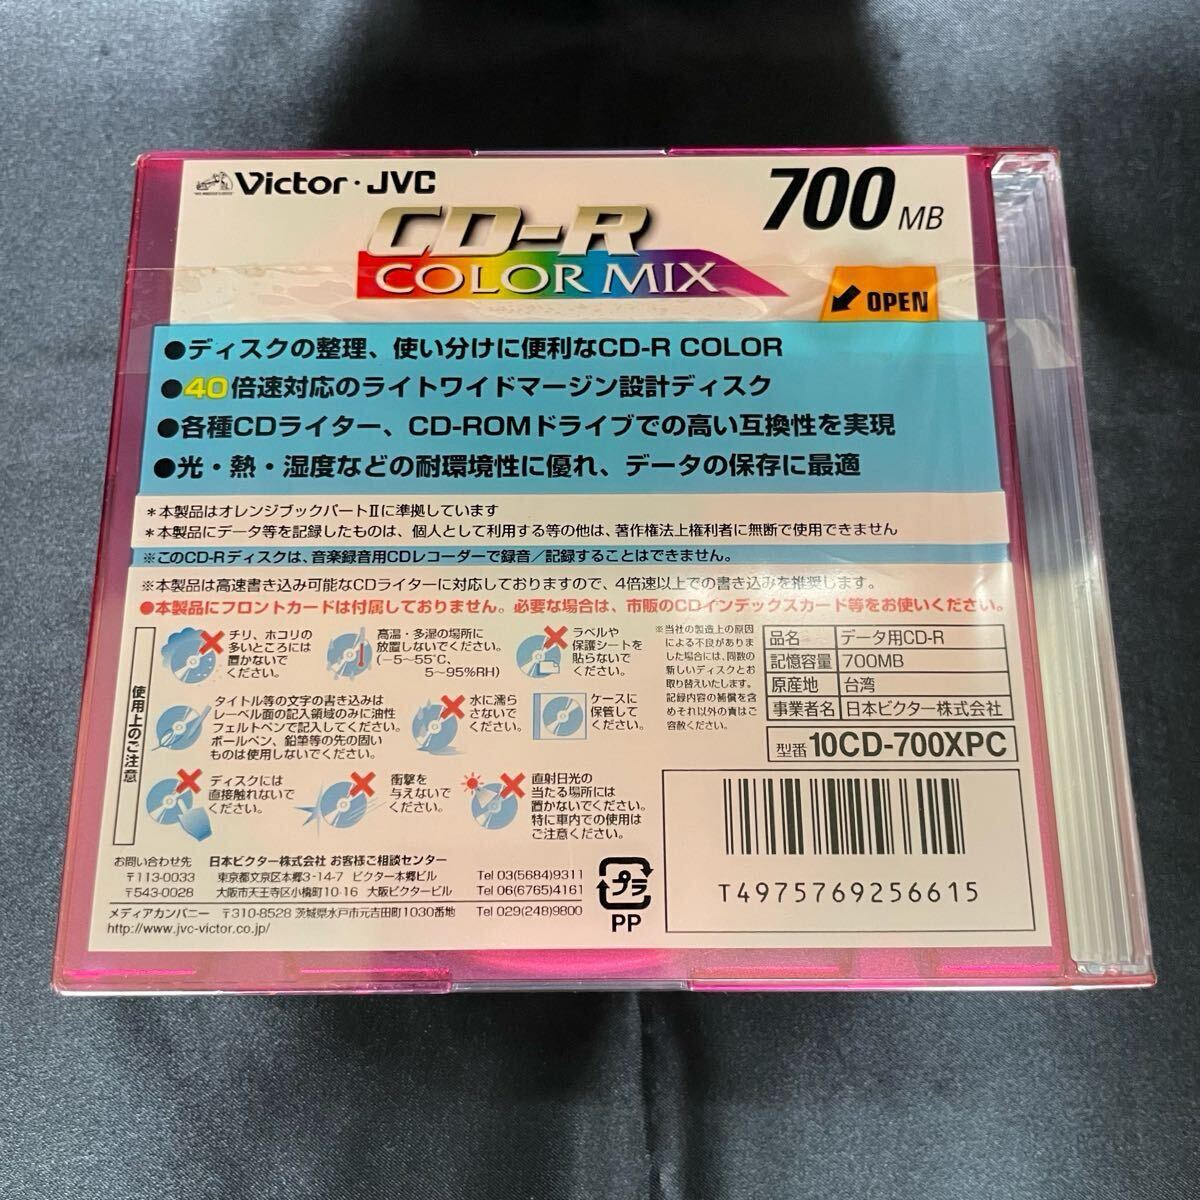 Victor・JVC
700 MB
CD-R
COLOR MIX
OPEN
●ディスクの整理、使い分けに便利なCD-R COLOR
●40倍速対応のライトワイドマージン設計ディスク
●各種CDライター、CD-ROMドライブでの高い互換性を実現
●光・熱・湿度などの耐環境性に優れ、データの保存に最適
＊本製品はオレンジブックパートⅡに準拠しています
＊本製品にデータ等を記録したものは、個人として利用する等の他は、著作権法上権利者に無断で使用できません
※このCD-Rディスクは、音楽録音用CDレコーダーで録音／記録することはできません。
※本製品は高速書き込み可能なCDライターに対応しておりますので、4倍速以上での書き込みを推奨します。
●本製品にフロントカードは付属しておりません。必要な場合は、市販のCDインデックスカード等をお使いください。
使用上のご注意
チリ、ホコリの
多いところには
置かないで
ください。
高温・多湿の場所に
放置しないでください。
(−5〜55℃、
5〜95%RH)
ラベルや
保護シートを
貼らないで
ください。
タイトル等の文字の書き込みは
レーベル面の記入領域のみに油性
フェルトペンで記入してください。
ボールペン、鉛筆等の先の固い
ものは使用しないでください。
水に濡ら
さないで
ください。
ケースに
保管して
ください。
ディスクには
直接触れないで
ください。
衝撃を
与えないで
ください。
直射日光の
当たる場所には
置かないでください。
特に車内での使用は
ご注意ください。
※当社の製造上の原因
による不良がありま
した場合には、同数の
新しいディスクとお
取り替えいたします。
記録内容の補償を含
めそれ以外の責はご
容赦ください。
品名 データ用CD-R
記憶容量 700MB
原産地 台湾
事業者名 日本ビクター株式会社
型番 10CD-700XPC
T4975769256615
お問い合わせ先 日本ビクター株式会社 お客様ご相談センター
〒113-0033 東京都文京区本郷3-14-7 ビクター本郷ビル Tel 03(5684)9311
〒543-0028 大阪市天王寺区小橋町10-16 大阪ビクタービル Tel 06(6765)4161
メディアカンパニー 〒310-8528 茨城県水戸市元吉田町1030番地 Tel 029(248)9800
http://www.jvc-victor.co.jp/
プラ
PP